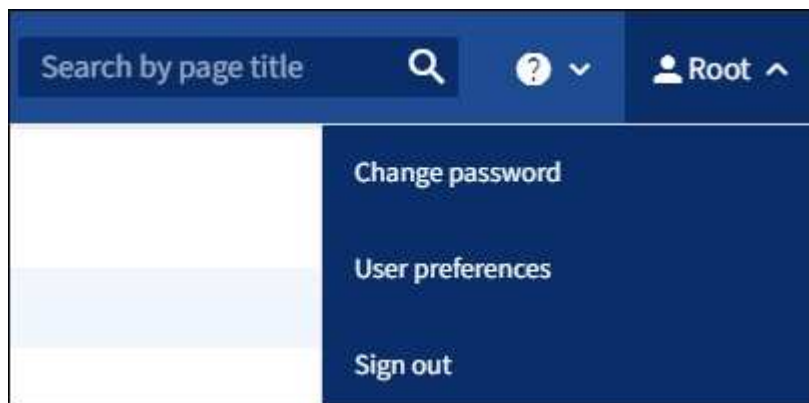 Search by page title
Root
Change password
User preferences
Sign out